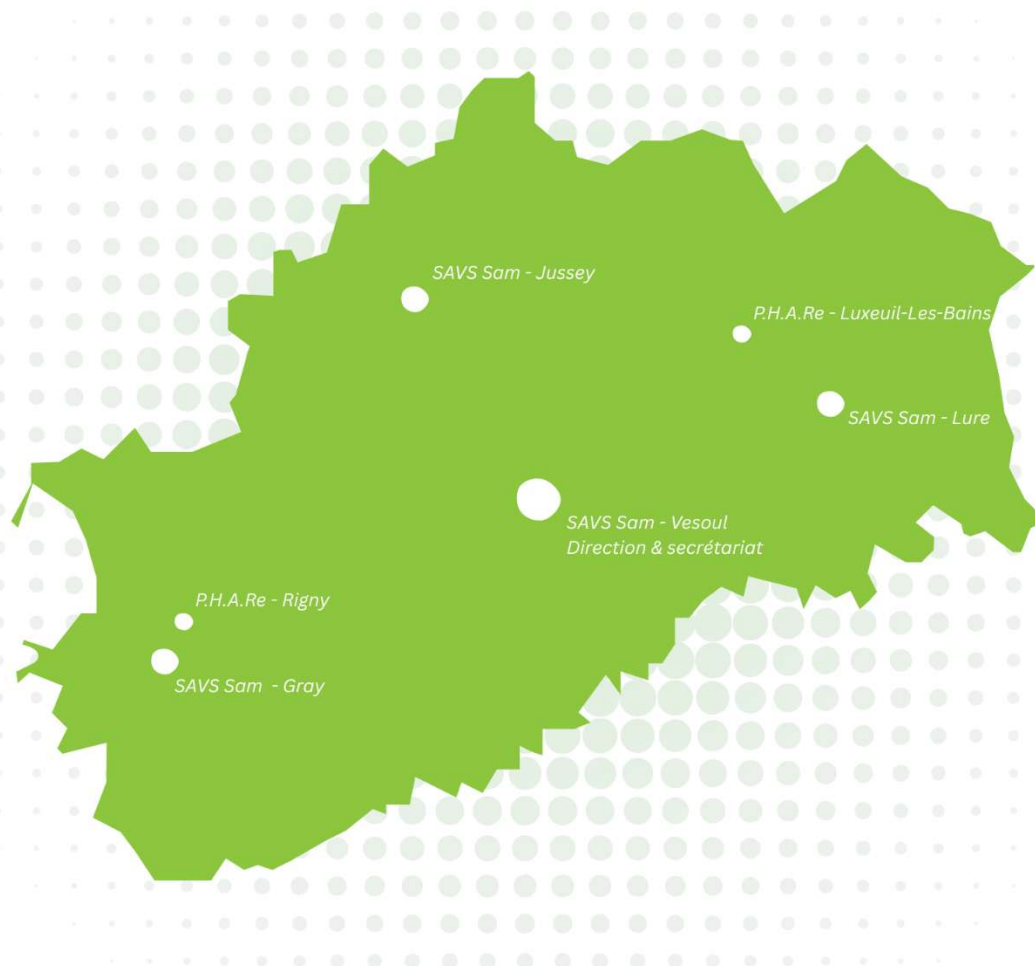 SAVS Sam - Jussey
P.H.A.Re - Luxeuil-Les-Bains
SAVS Sam - Lure
SAVS Sam - Vesoul
Direction & secrétariat
P.H.A.Re - Rigny
SAVS Sam - Gray